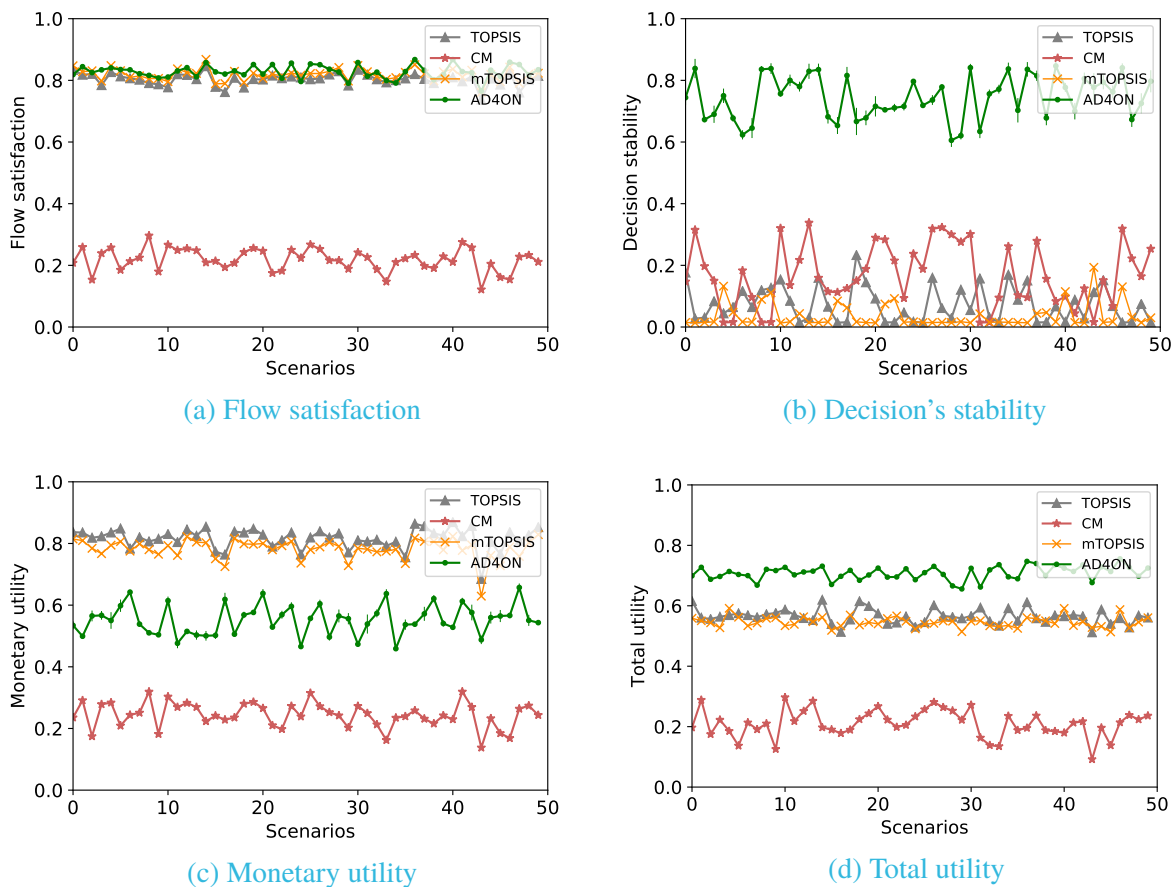 1.0
0.8
0.6
0.4
0.2
0.0
Flow satisfaction
TOPSIS
CM
mTOPSIS
AD4ON
0 10 20 30 40 50
Scenarios
(a) Flow satisfaction
1.0
0.8
0.6
0.4
0.2
0.0
Decision stability
TOPSIS
CM
mTOPSIS
AD4ON
0 10 20 30 40 50
Scenarios
(b) Decision's stability
1.0
0.8
0.6
0.4
0.2
0.0
Monetary utility
TOPSIS
CM
mTOPSIS
AD4ON
0 10 20 30 40 50
Scenarios
(c) Monetary utility
1.0
0.8
0.6
0.4
0.2
0.0
Total utility
TOPSIS
CM
mTOPSIS
AD4ON
0 10 20 30 40 50
Scenarios
(d) Total utility